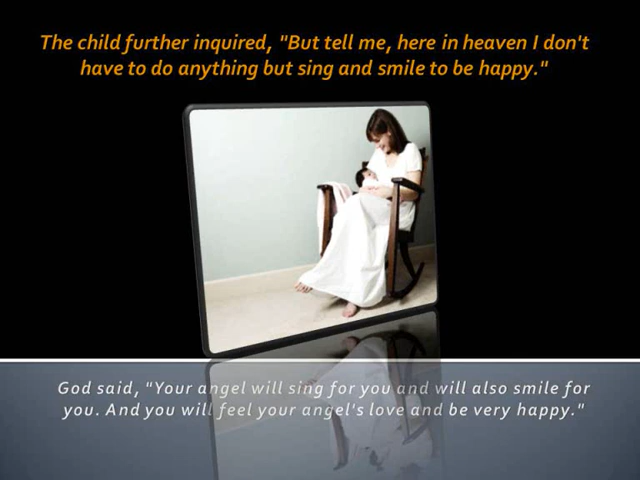 The child further inquired, "But tell me, here in heaven I don't
have to do anything but sing and smile to be happy."
God said, "Your angel will sing for you and will also smile for
you. And you will feel your angel's love and be very happy."